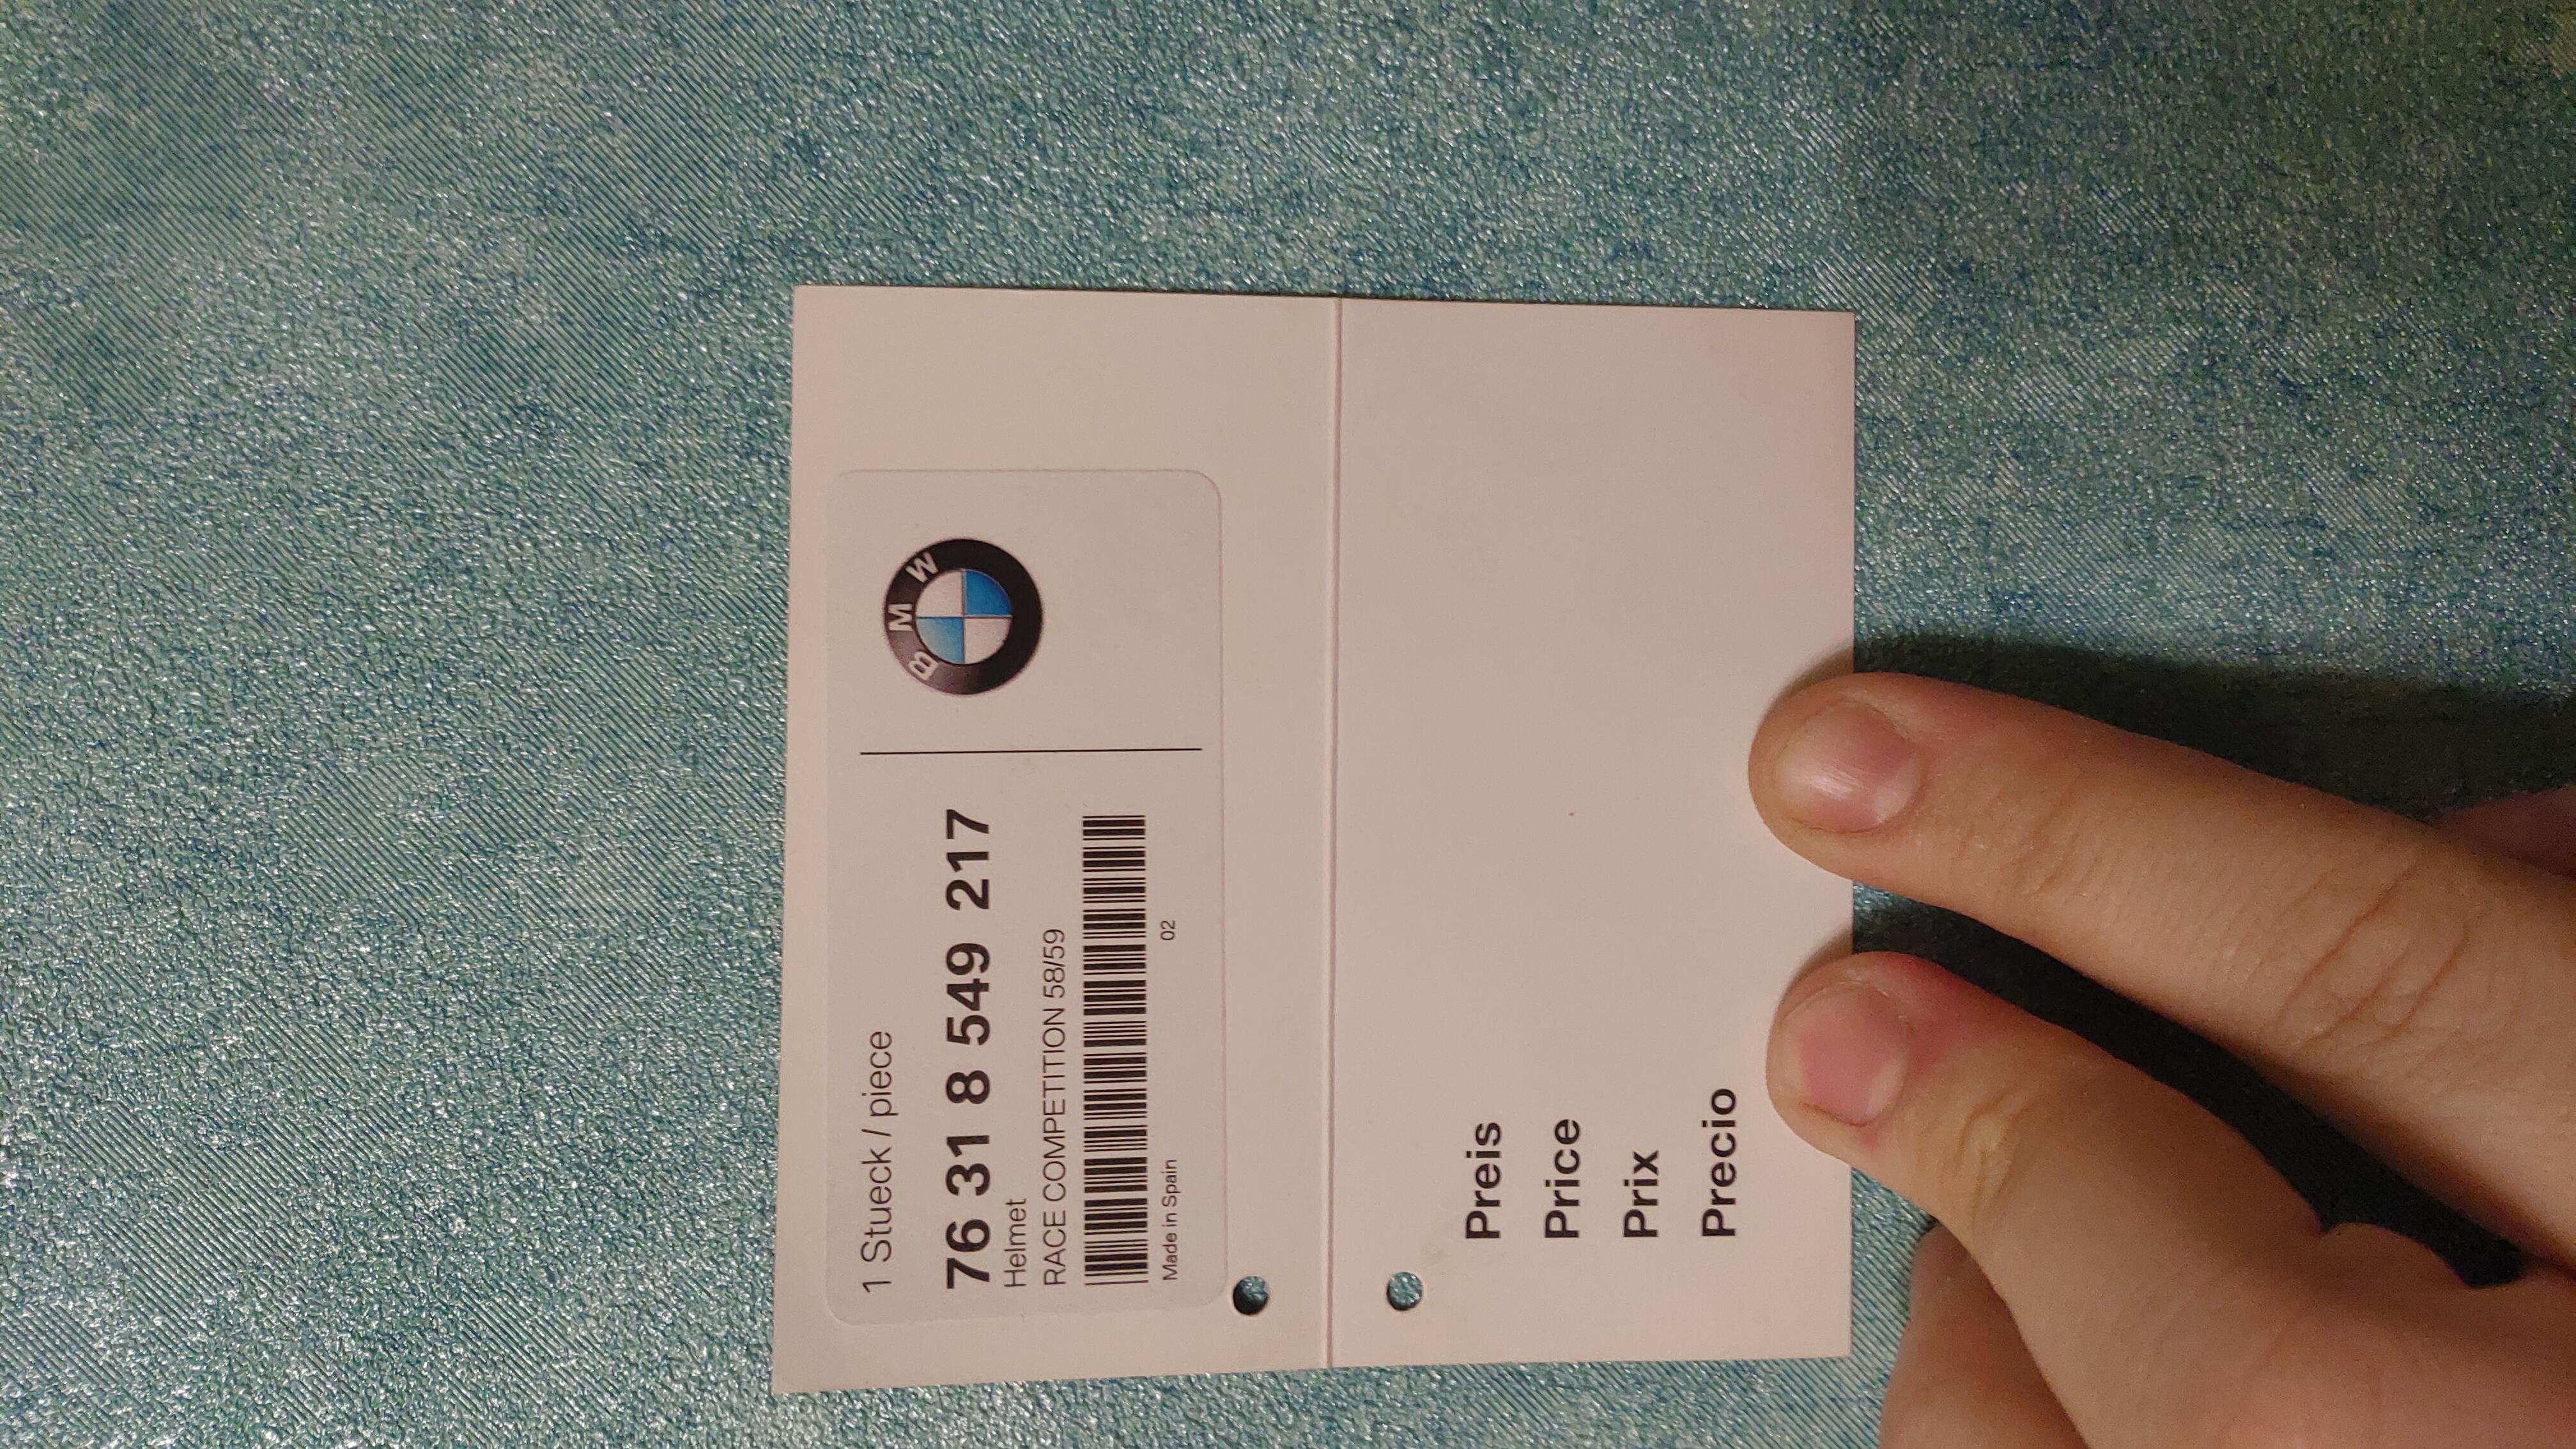 1 Stueck / piece
76 31 8 549 217
Helmet
RACE COMPETITION 58/59
Made in Spain 02
BMW
Preis
Price
Prix
Precio